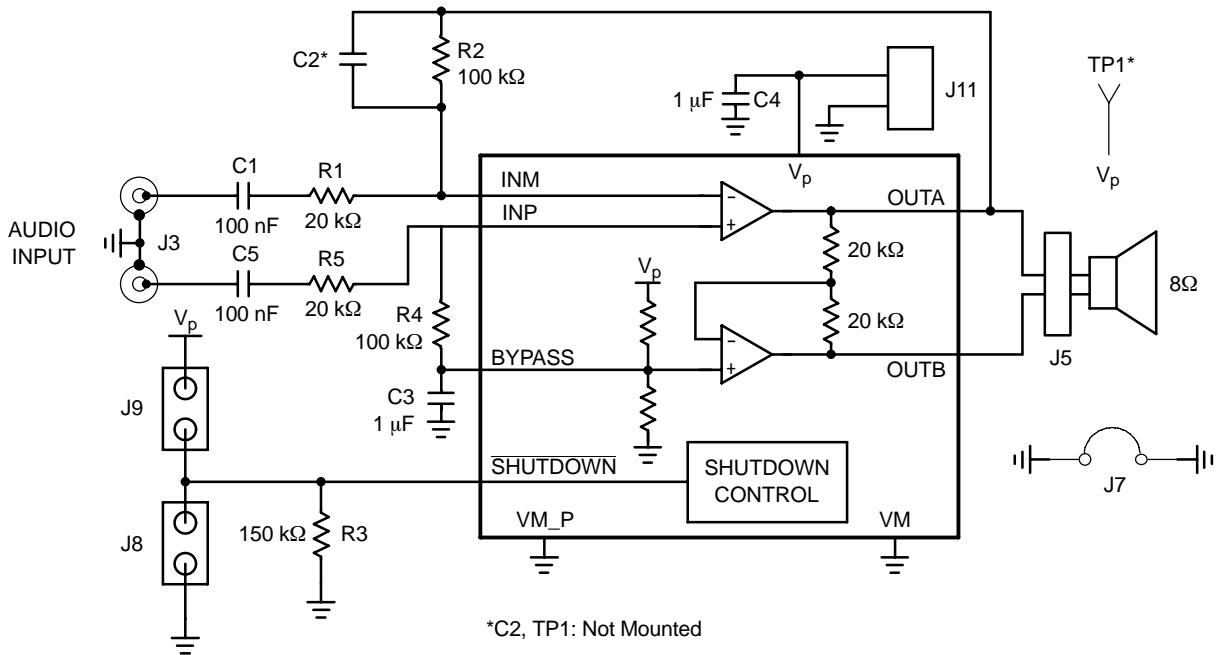 C2*
R2
100 kΩ
1 μF
C4
J11
TP1*
Vp
Vp
C1
100 nF
R1
20 kΩ
INM
INP
OUTA
AUDIO
INPUT
J3
C5
100 nF
R5
20 kΩ
Vp
20 kΩ
20 kΩ
8Ω
J5
R4
100 kΩ
BYPASS
OUTB
Vp
C3
1 μF
J9
SHUTDOWN
SHUTDOWN
CONTROL
J7
J8
150 kΩ
R3
VM_P
VM
*C2, TP1: Not Mounted
-
+
-
+